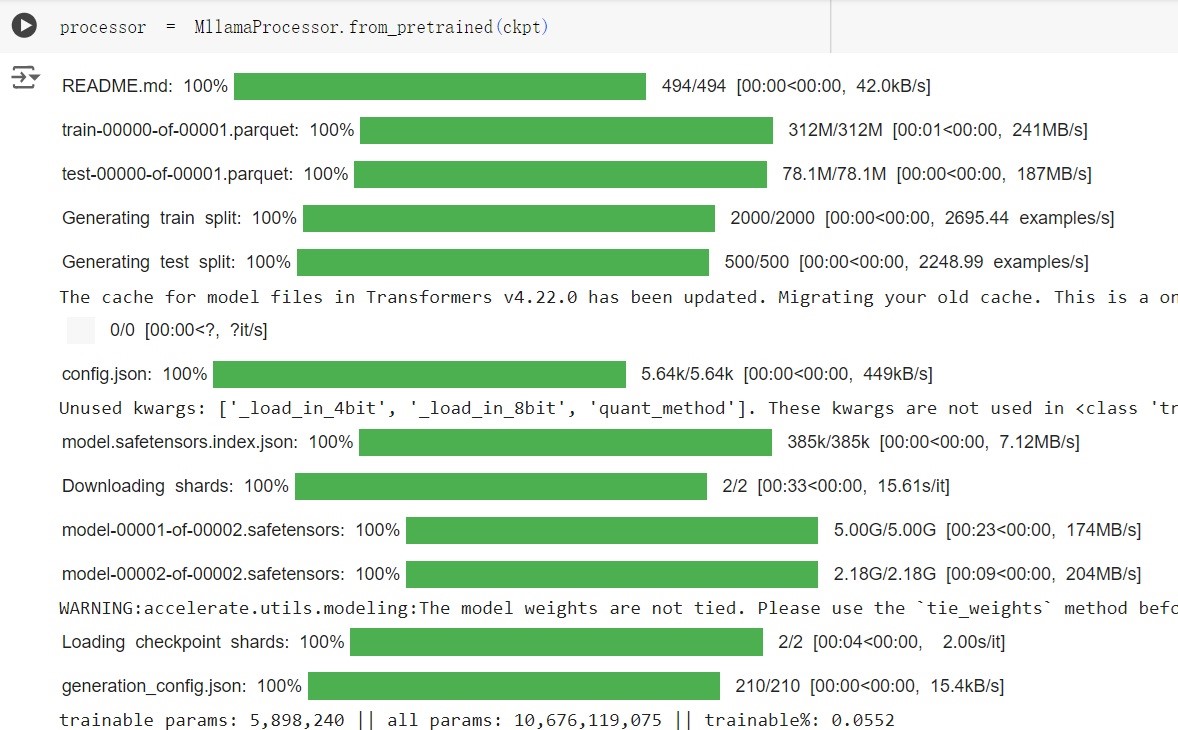 processor = MllamaProcessor.from_pretrained(ckpt)
README.md: 100% 494/494 [00:00<00:00, 42.0kB/s]
train-00000-of-00001.parquet: 100% 312M/312M [00:01<00:00, 241MB/s]
test-00000-of-00001.parquet: 100% 78.1M/78.1M [00:00<00:00, 187MB/s]
Generating train split: 100% 2000/2000 [00:00<00:00, 2695.44 examples/s]
Generating test split: 100% 500/500 [00:00<00:00, 2248.99 examples/s]
The cache for model files in Transformers v4.22.0 has been updated. Migrating your old cache. This is a on
0/0 [00:00<?, ?it/s]
config.json: 100% 5.64k/5.64k [00:00<00:00, 449kB/s]
Unused kwargs: ['_load_in_4bit', '_load_in_8bit', 'quant_method']. These kwargs are not used in <class 'tr
model.safetensors.index.json: 100% 385k/385k [00:00<00:00, 7.12MB/s]
Downloading shards: 100% 2/2 [00:33<00:00, 15.61s/it]
model-00001-of-00002.safetensors: 100% 5.00G/5.00G [00:23<00:00, 174MB/s]
model-00002-of-00002.safetensors: 100% 2.18G/2.18G [00:09<00:00, 204MB/s]
WARNING:accelerate.utils.modeling:The model weights are not tied. Please use the `tie_weights` method befo
Loading checkpoint shards: 100% 2/2 [00:04<00:00, 2.00s/it]
generation_config.json: 100% 210/210 [00:00<00:00, 15.4kB/s]
trainable params: 5,898,240 || all params: 10,676,119,075 || trainable%: 0.0552